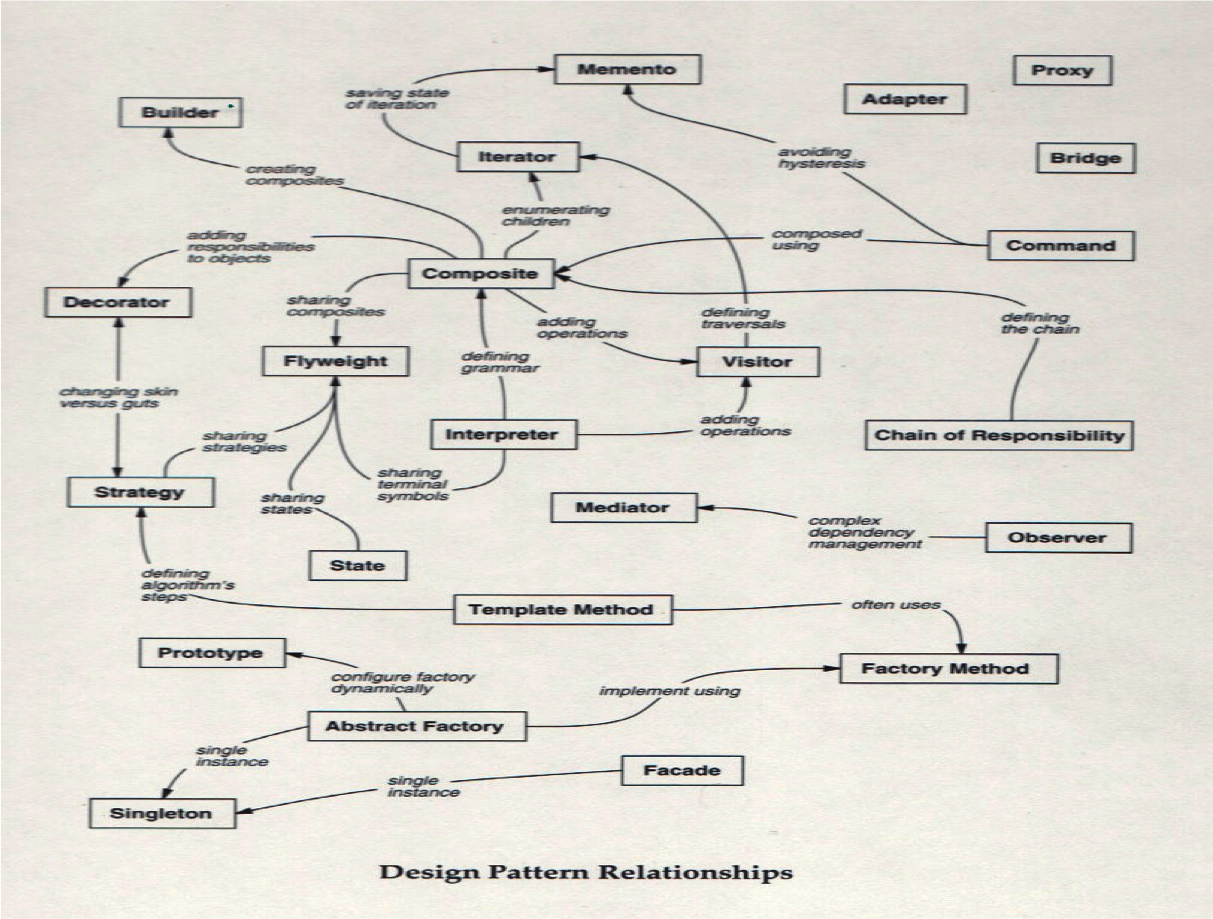 Memento
Proxy
Adapter
saving state
of iteration
Builder
Iterator
avoiding
hysteresis
Bridge
creating
composites
enumerating
children
adding
responsibilities
to objects
composed
using
Command
Composite
Decorator
sharing
composites
adding
operations
defining
traversals
defining
the chain
Flyweight
defining
grammar
Visitor
changing skin
versus guts
adding
operations
sharing
strategies
Interpreter
Chain of Responsibility
sharing
terminal
symbols
Strategy
sharing
states
Mediator
complex
dependency
management
Observer
State
defining
algorithm's
steps
Template Method
often uses
Prototype
Factory Method
configure factory
dynamically
implement using
Abstract Factory
single
instance
Facade
single
instance
Singleton
Design Pattern Relationships